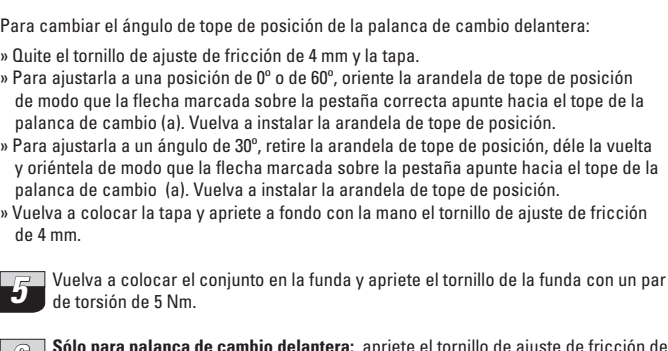 Para cambiar el ángulo de tope de posición de la palanca de cambio delantera:
» Quite el tornillo de ajuste de fricción de 4 mm y la tapa.
» Para ajustarla a una posición de 0º o de 60º, oriente la arandela de tope de posición
de modo que la flecha marcada sobre la pestaña correcta apunte hacia el tope de la
palanca de cambio (a). Vuelva a instalar la arandela de tope de posición.
» Para ajustarla a un ángulo de 30º, retire la arandela de tope de posición, déle la vuelta
y oriéntela de modo que la flecha marcada sobre la pestaña apunte hacia el tope de la
palanca de cambio (a). Vuelva a instalar la arandela de tope de posición.
» Vuelva a colocar la tapa y apriete a fondo con la mano el tornillo de ajuste de fricción
de 4 mm.
5 Vuelva a colocar el conjunto en la funda y apriete el tornillo de la funda con un par
de torsión de 5 Nm.
Sólo para palanca de cambio delantera: apriete el tornillo de ajuste de fricción de